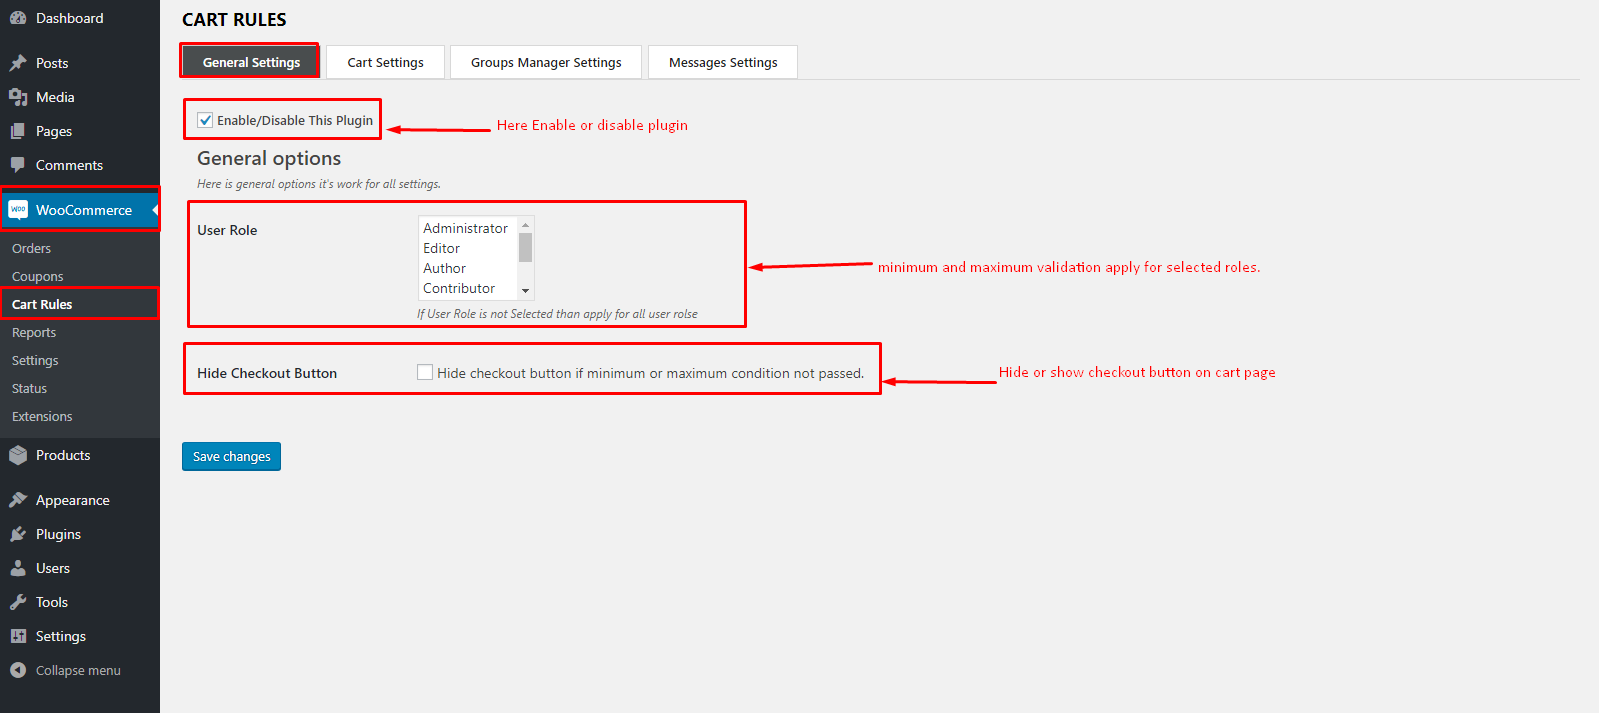 Dashboard
Posts
Media
Pages
Comments
WOO WooCommerce
Orders
Coupons
Cart Rules
Reports
Settings
Status
Extensions
Products
Appearance
Plugins
Users
Tools
Settings
Collapse menu
CART RULES
General Settings Cart Settings Groups Manager Settings Messages Settings
Enable/Disable This Plugin Here Enable or disable plugin
General options
Here is general options it's work for all settings.
User Role
Administrator
Editor
Author
Contributor
minimum and maximum validation apply for selected roles.
If User Role is not Selected than apply for all user rolse
Hide Checkout Button Hide checkout button if minimum or maximum condition not passed.
Hide or show checkout button on cart page
Save changes